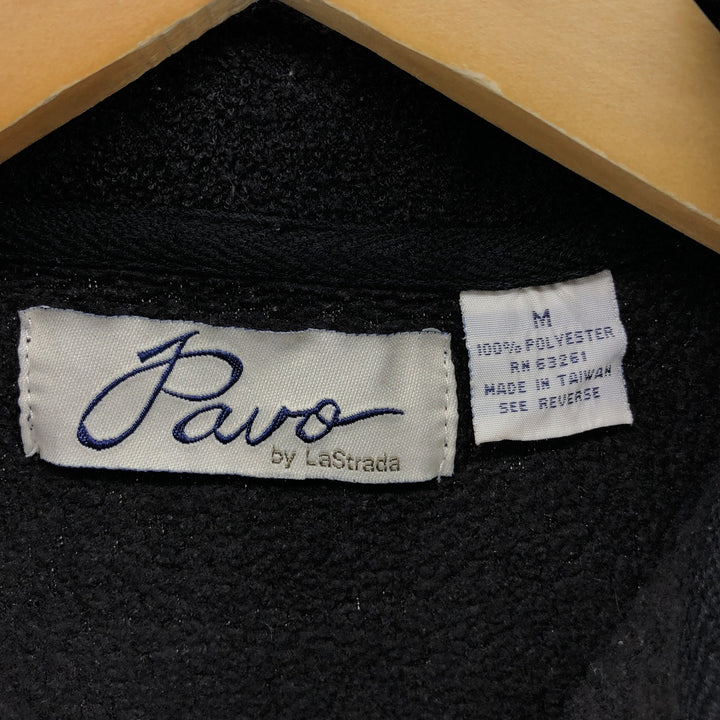 Pavo
by LaStrada
M
100% POLYESTER
RN 63261
MADE IN TAIWAN
SEE REVERSE